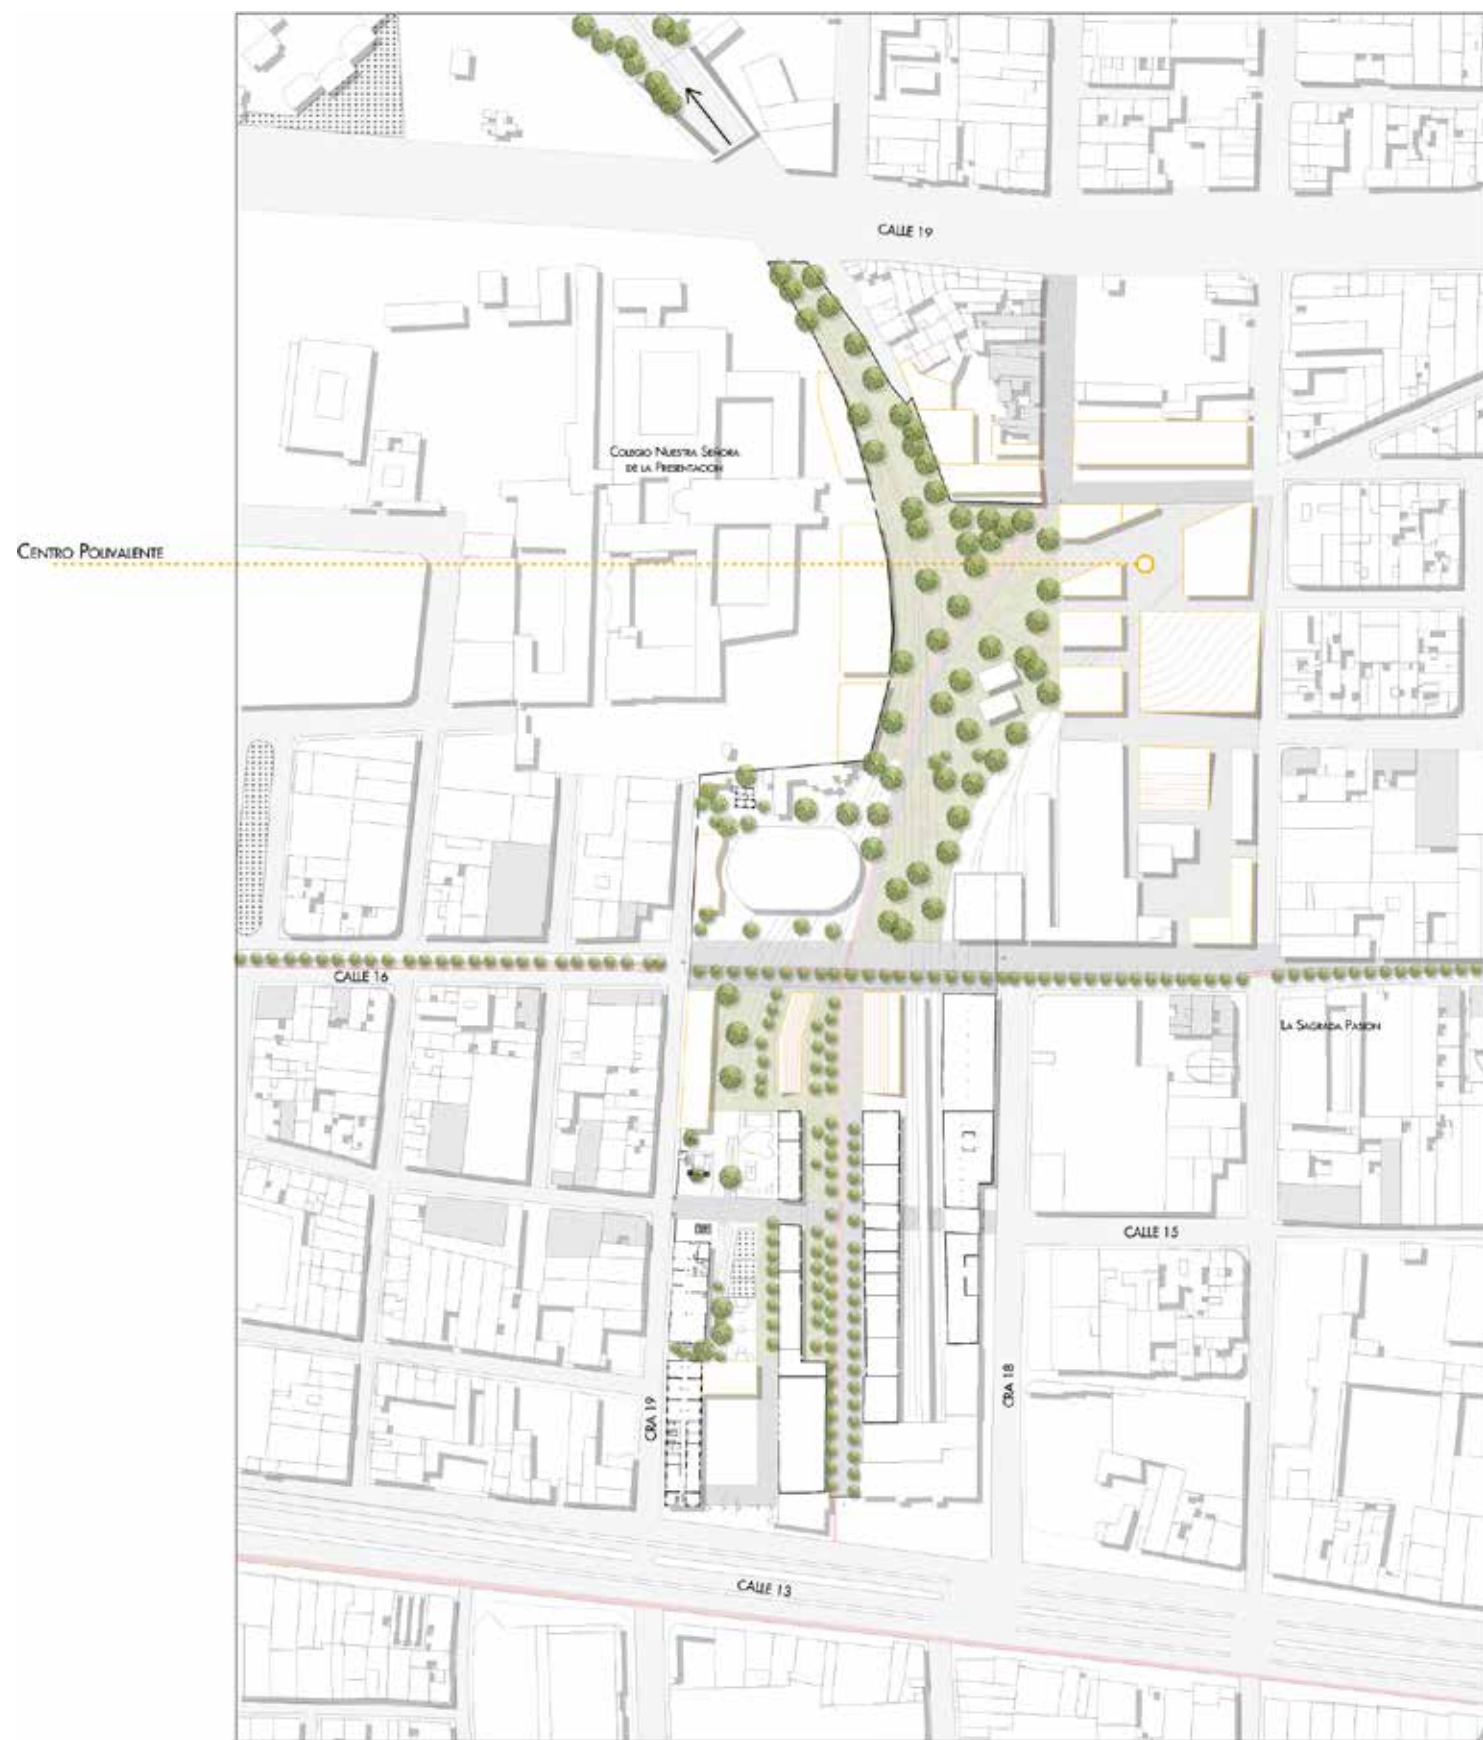 CALLE 19
COLEGIO NUESTRA SEÑORA
DE LA PRESENTACION
CENTRO POLIVALENTE
CALLE 16
LA SAGRADA PASION
CALLE 15
CRA 18
CRA 19
CALLE 13